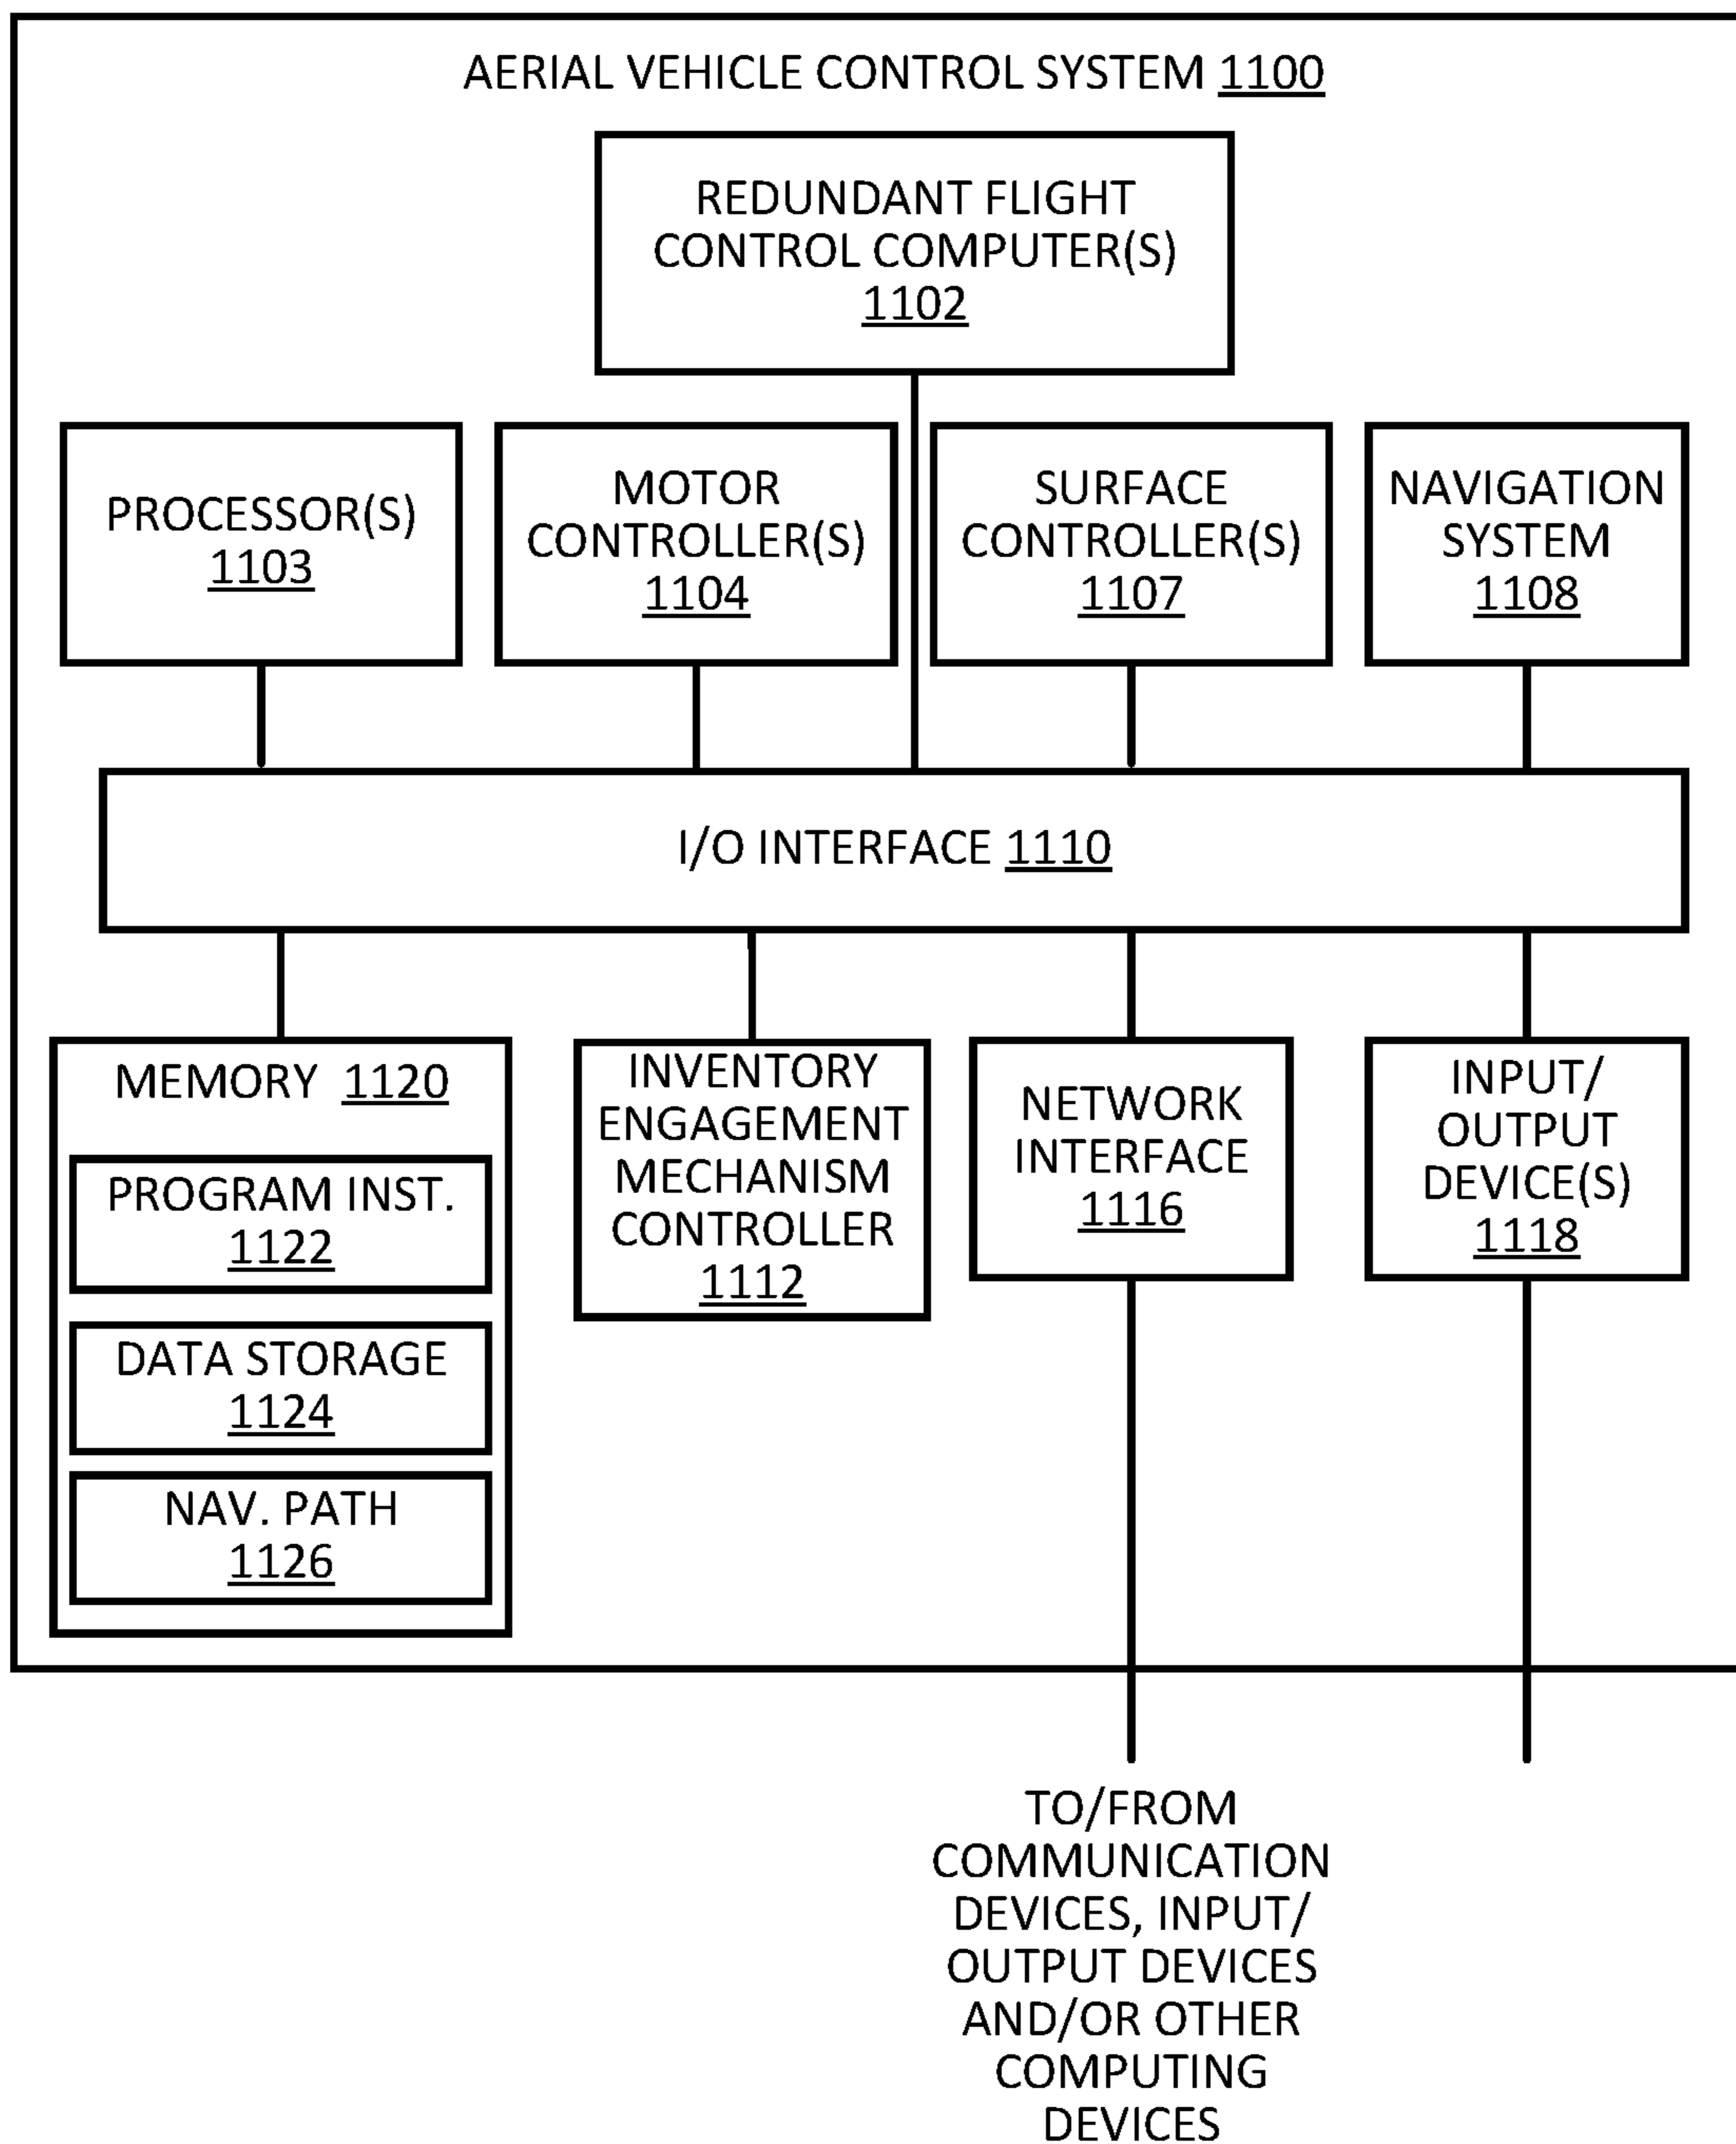 AERIAL VEHICLE CONTROL SYSTEM 1100
REDUNDANT FLIGHT
CONTROL COMPUTER(S)
1102
PROCESSOR(S)
1103
MOTOR
CONTROLLER(S)
1104
SURFACE
CONTROLLER(S)
1107
NAVIGATION
SYSTEM
1108
I/O INTERFACE 1110
MEMORY 1120
PROGRAM INST.
1122
DATA STORAGE
1124
NAV. PATH
1126
INVENTORY
ENGAGEMENT
MECHANISM
CONTROLLER
1112
NETWORK
INTERFACE
1116
INPUT/
OUTPUT
DEVICE(S)
1118
TO/FROM
COMMUNICATION
DEVICES, INPUT/
OUTPUT DEVICES
AND/OR OTHER
COMPUTING
DEVICES